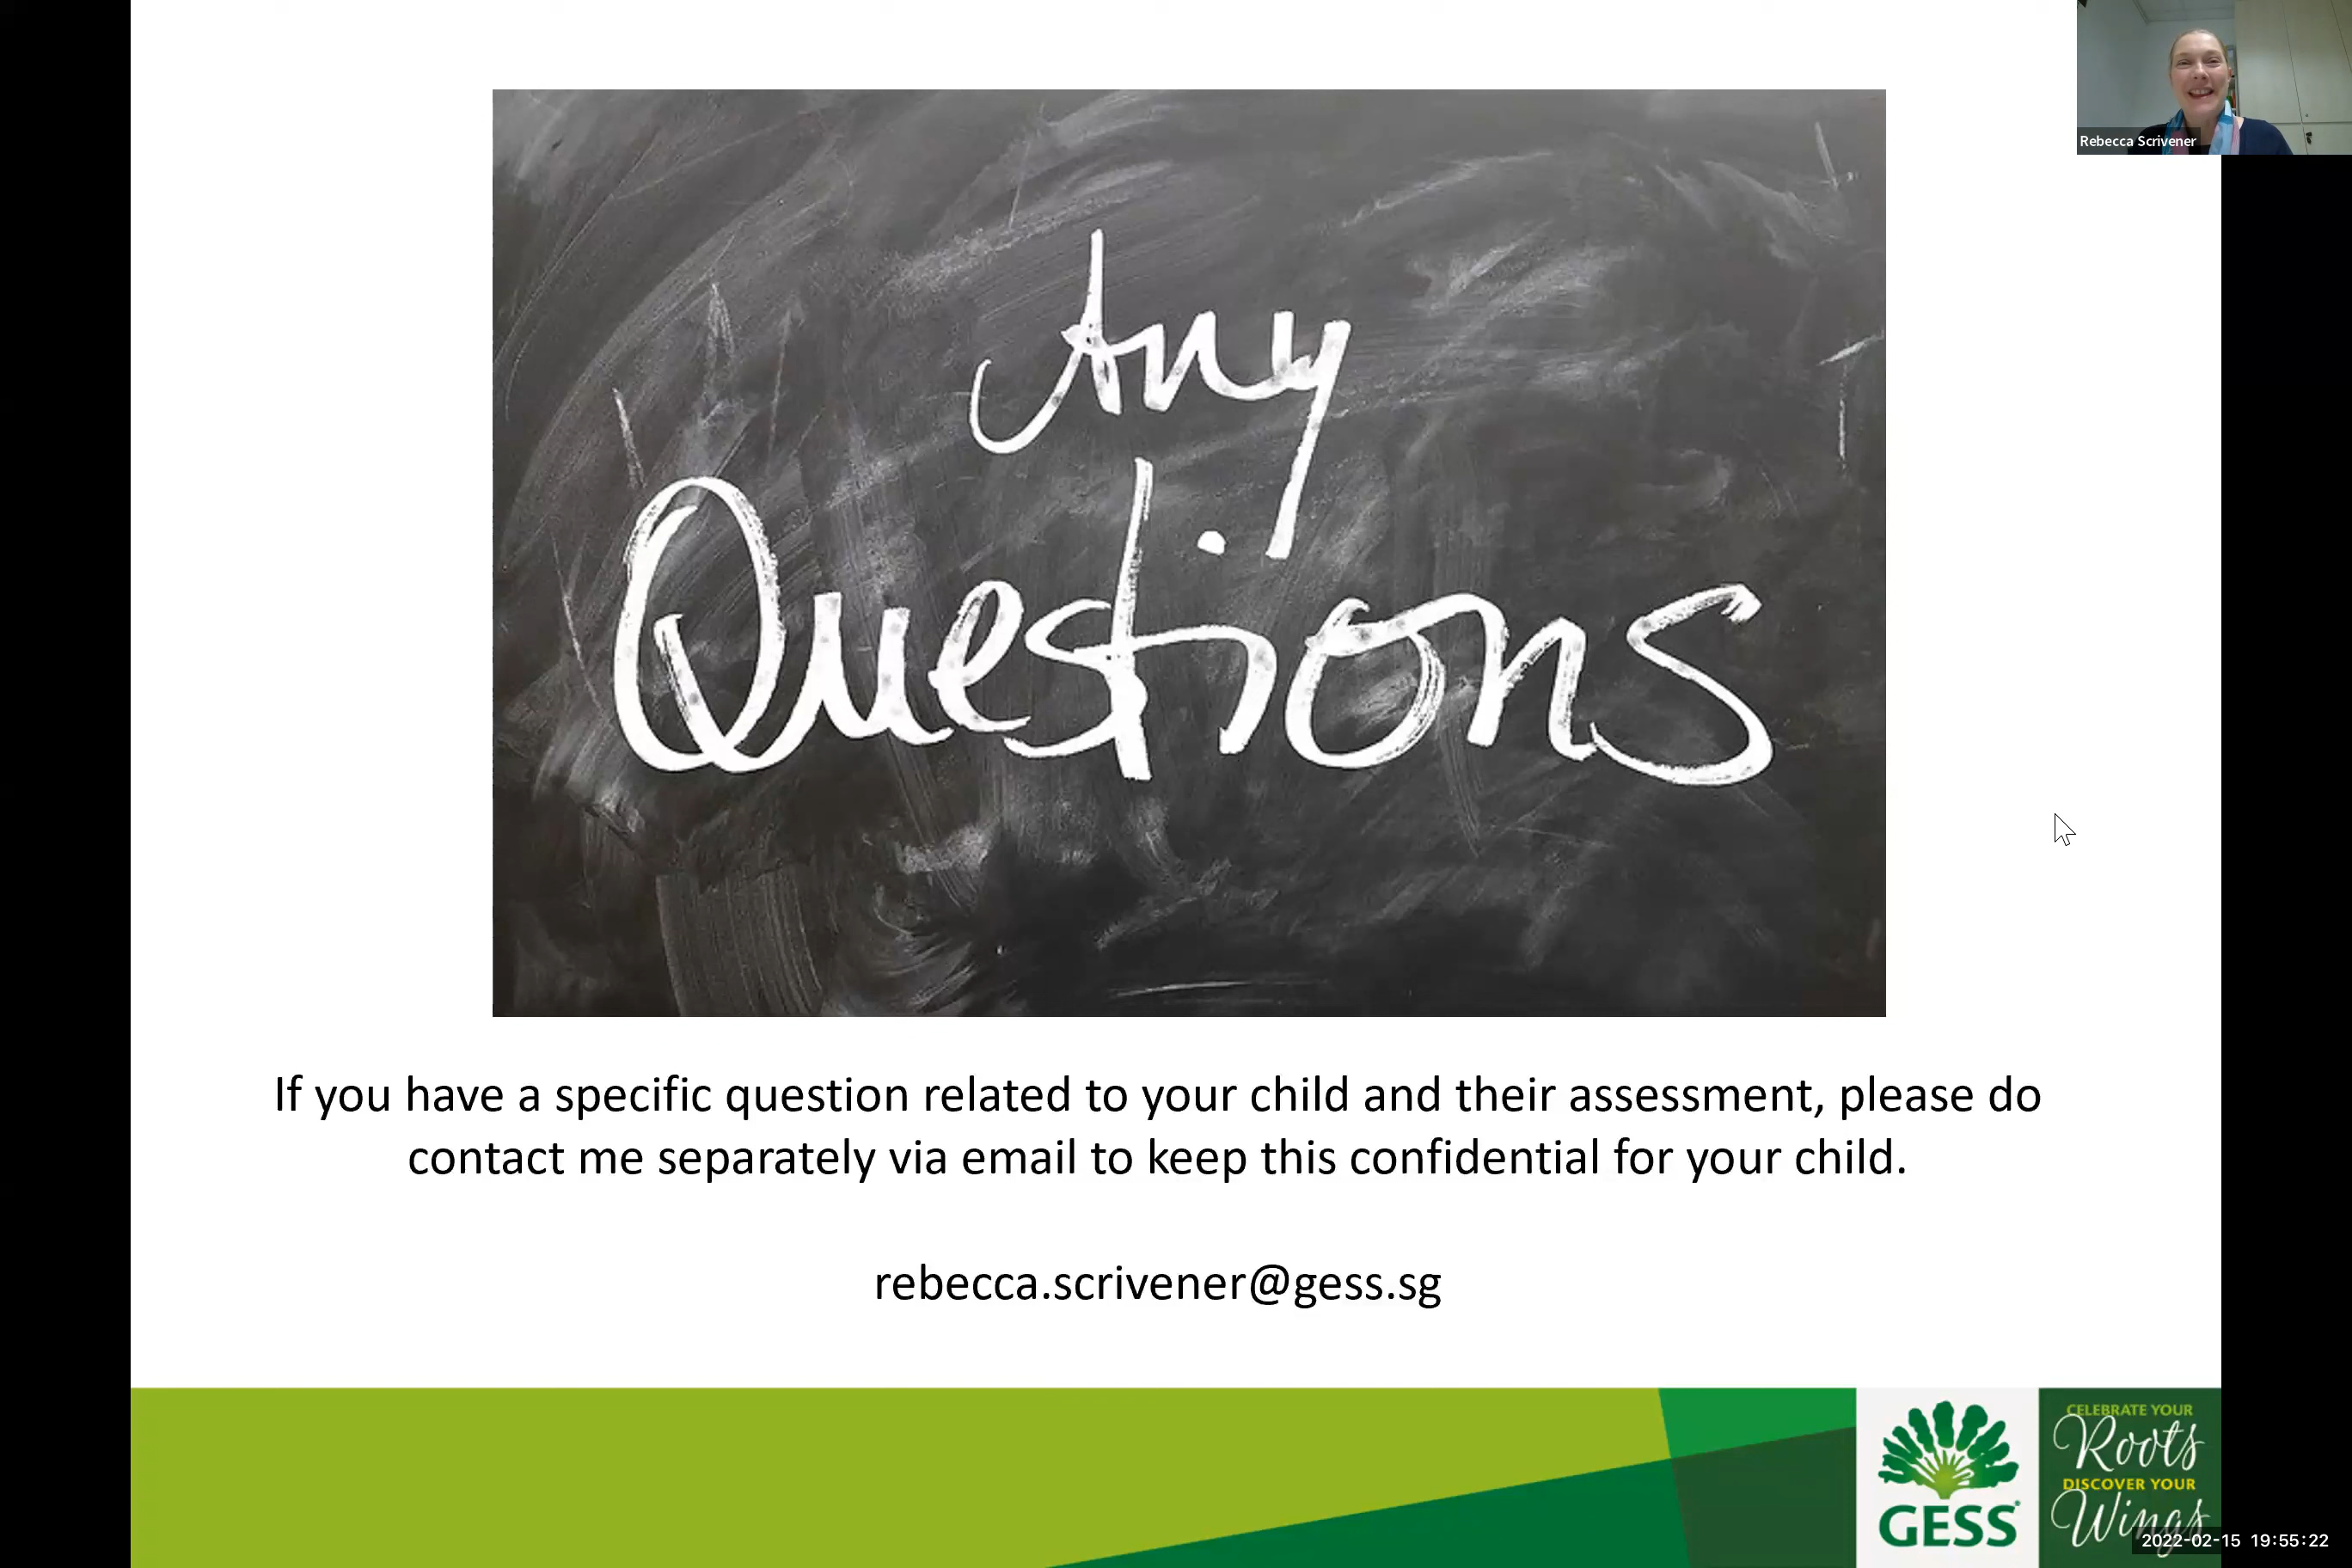 Rebecca Scrivener
Any
Questions
If you have a specific question related to your child and their assessment, please do
contact me separately via email to keep this confidential for your child.
rebecca.scrivener@gess.sg
GESS
CELEBRATE YOUR
Roots
DISCOVER YOUR
Wings
2022-02-15 19:55:22